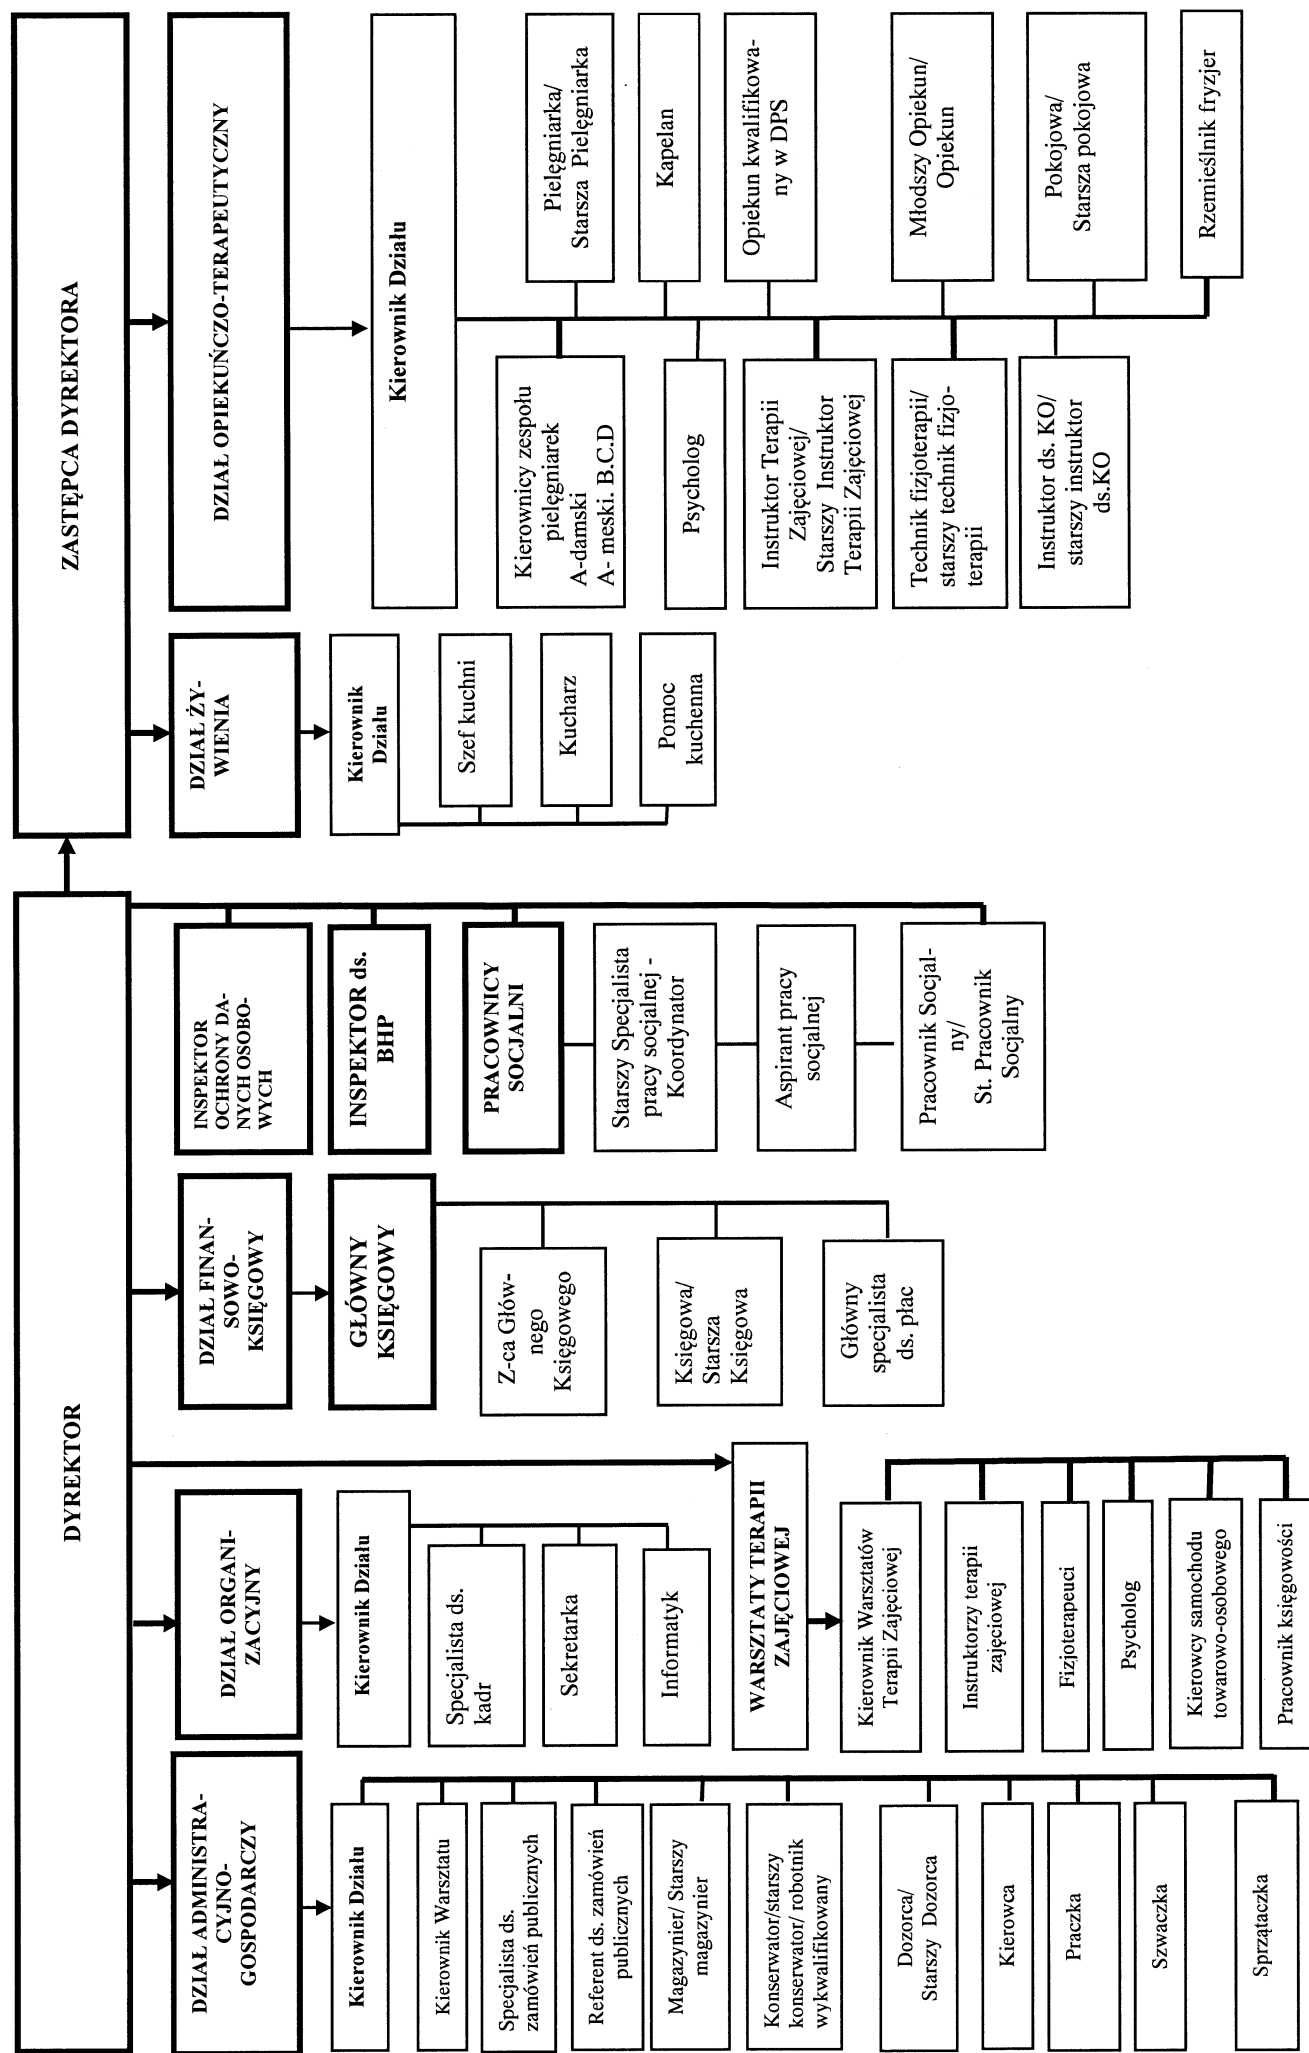 DYREKTOR
ZASTĘPCA DYREKTORA
DZIAŁ ADMINISTRA-
CYJNO-
GOSPODARCZY
Kierownik Działu
Kierownik Warsztatu
Specjalista ds.
zamówień publicznych
Referent ds. zamówień
publicznych
Magazynier/ Starszy
magazynier
Konserwator/starszy
konserwator/ robotnik
wykwalifikowany
Dozorca/
Starszy Dozorca
Kierowca
Praczka
Szwaczka
Sprzątaczka
DZIAŁ ORGANI-
ZACYJNY
Kierownik Działu
Specjalista ds.
kadr
Sekretarka
Informatyk
WARSZTATY TERAPII
ZAJĘCIOWEJ
Kierownik Warsztatów
Terapii Zajęciowej
Instruktorzy terapii
zajęciowej
Fizjoterapeuci
Psycholog
Kierowcy samochodu
towarowo-osobowego
Pracownik księgowości
DZIAŁ FINAN-
SOWO-
KSIĘGOWY
GŁÓWNY
KSIĘGOWY
Z-ca Głów-
nego
Księgowego
Księgowa/
Starsza
Księgowa
Główny
specjalista
ds. płac
INSPEKTOR
OCHRONY DA-
NYCH OSOBO-
WYCH
INSPEKTOR ds.
BHP
PRACOWNICY
SOCJALNI
Starszy Specjalista
pracy socjalnej -
Koordynator
Aspirant pracy
socjalnej
Pracownik Socjal-
ny/
St. Pracownik
Socjalny
DZIAŁ ŻY-
WIENIA
Kierownik
Działu
Szef kuchni
Kucharz
Pomoc
kuchenna
DZIAŁ OPIEKUŃCZO-TERAPEUTYCZNY
Kierownik Działu
Kierownicy zespołu
pielęgniarek
A-damski
A- meski. B.C.D
Psycholog
Instruktor Terapii
Zajęciowej/
Starszy Instruktor
Terapii Zajęciowej
Technik fizjoterapii/
starszy technik fizjo-
terapii
Instruktor ds. KO/
starszy instruktor
ds.KO
Pielęgniarka/
Starsza Pielęgniarka
Kapelan
Opiekun kwalifikowa-
ny w DPS
Młodszy Opiekun/
Opiekun
Pokojowa/
Starsza pokojowa
Rzemieślnik fryzjer